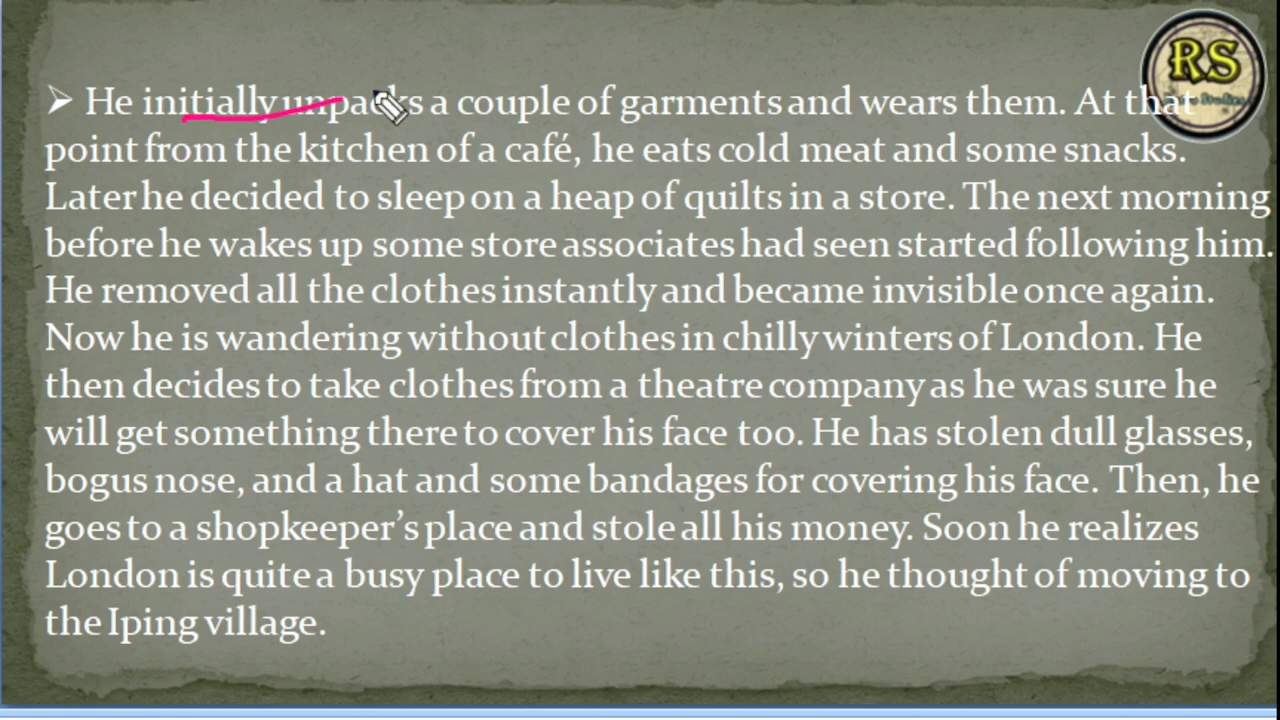 ➢ He initially unpacks a couple of garments and wears them. At that
point from the kitchen of a café, he eats cold meat and some snacks.
Later he decided to sleep on a heap of quilts in a store. The next morning
before he wakes up some store associates had seen started following him.
He removed all the clothes instantly and became invisible once again.
Now he is wandering without clothes in chilly winters of London. He
then decides to take clothes from a theatre company as he was sure he
will get something there to cover his face too. He has stolen dull glasses,
bogus nose, and a hat and some bandages for covering his face. Then, he
goes to a shopkeeper’s place and stole all his money. Soon he realizes
London is quite a busy place to live like this, so he thought of moving to
the Iping village.
RS